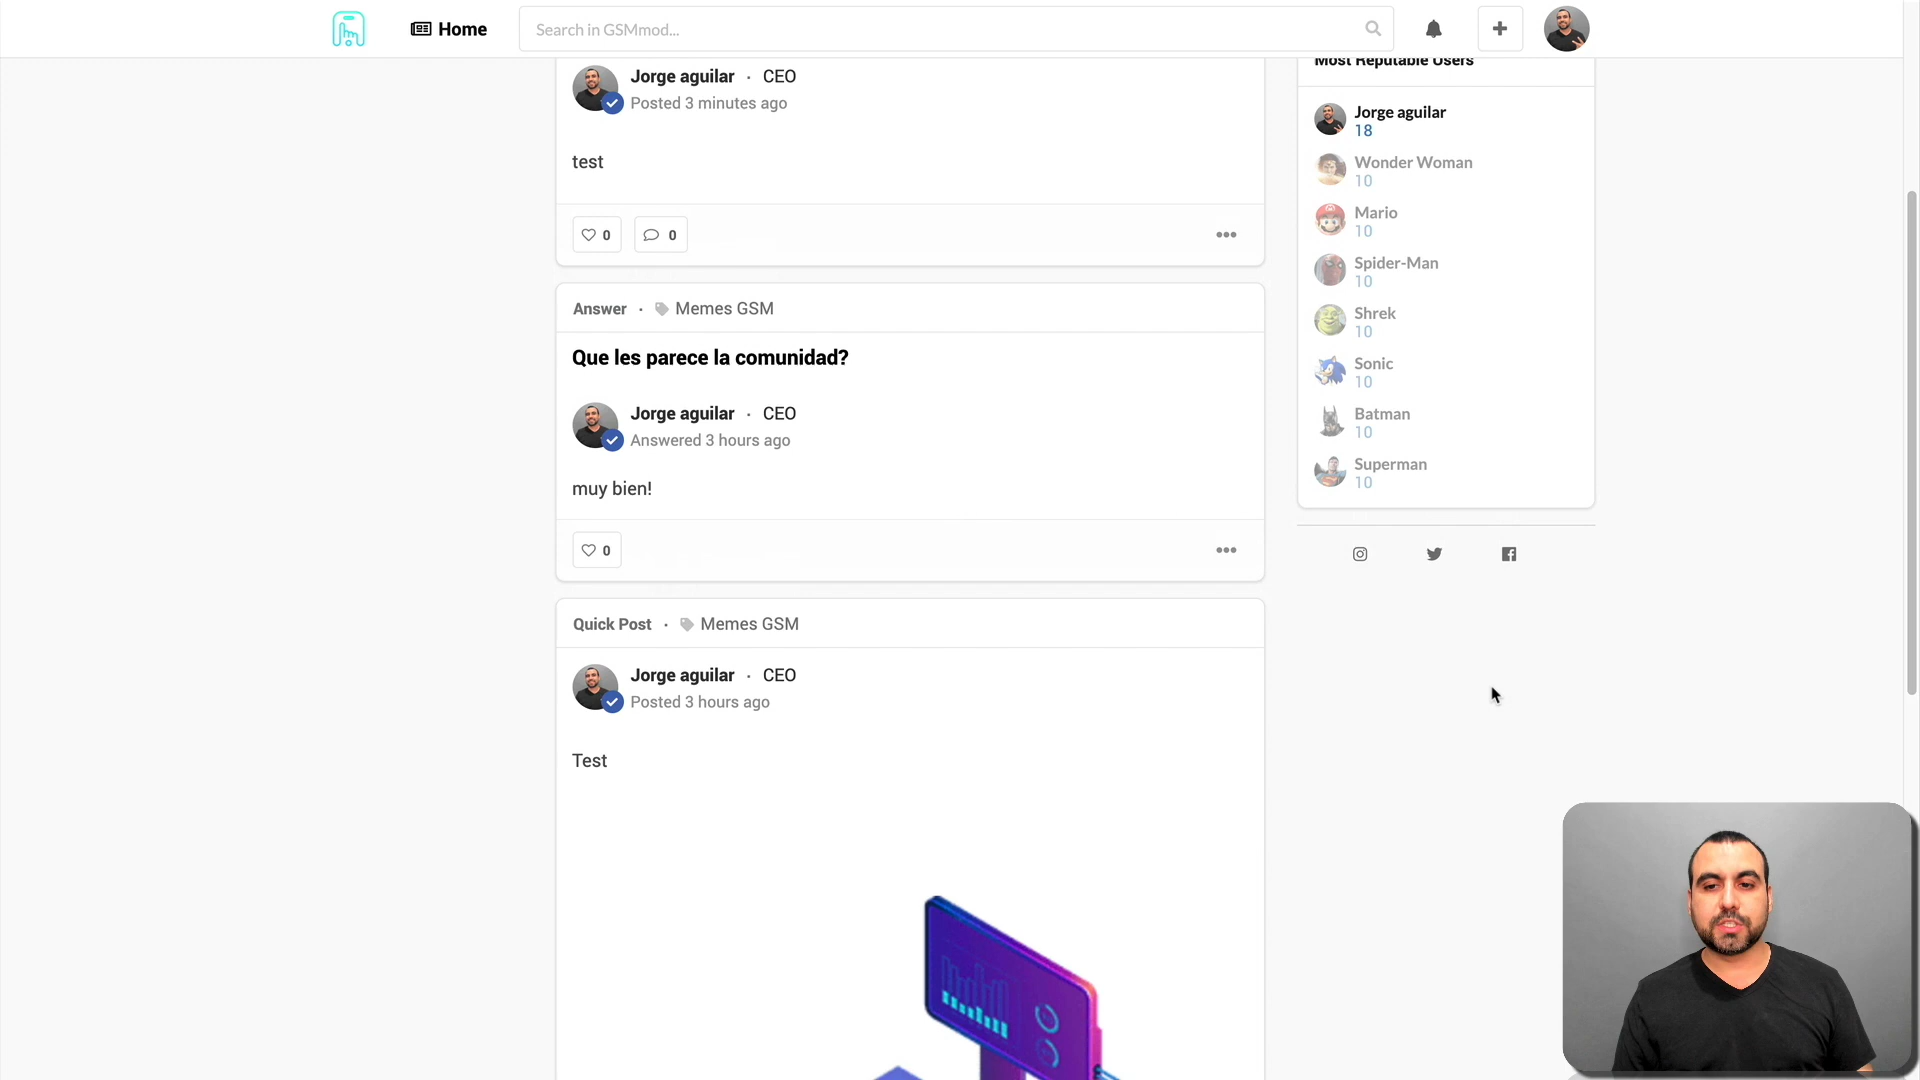 Home
Search in GSMmod...
Jorge aguilar · CEO
Posted 3 minutes ago
test
0 0
Answer · Memes GSM
Que les parece la comunidad?
Jorge aguilar · CEO
Answered 3 hours ago
muy bien!
0
Quick Post · Memes GSM
Jorge aguilar · CEO
Posted 3 hours ago
Test
Most Reputable Users
Jorge aguilar
18
Wonder Woman
10
Mario
10
Spider-Man
10
Shrek
10
Sonic
10
Batman
10
Superman
10